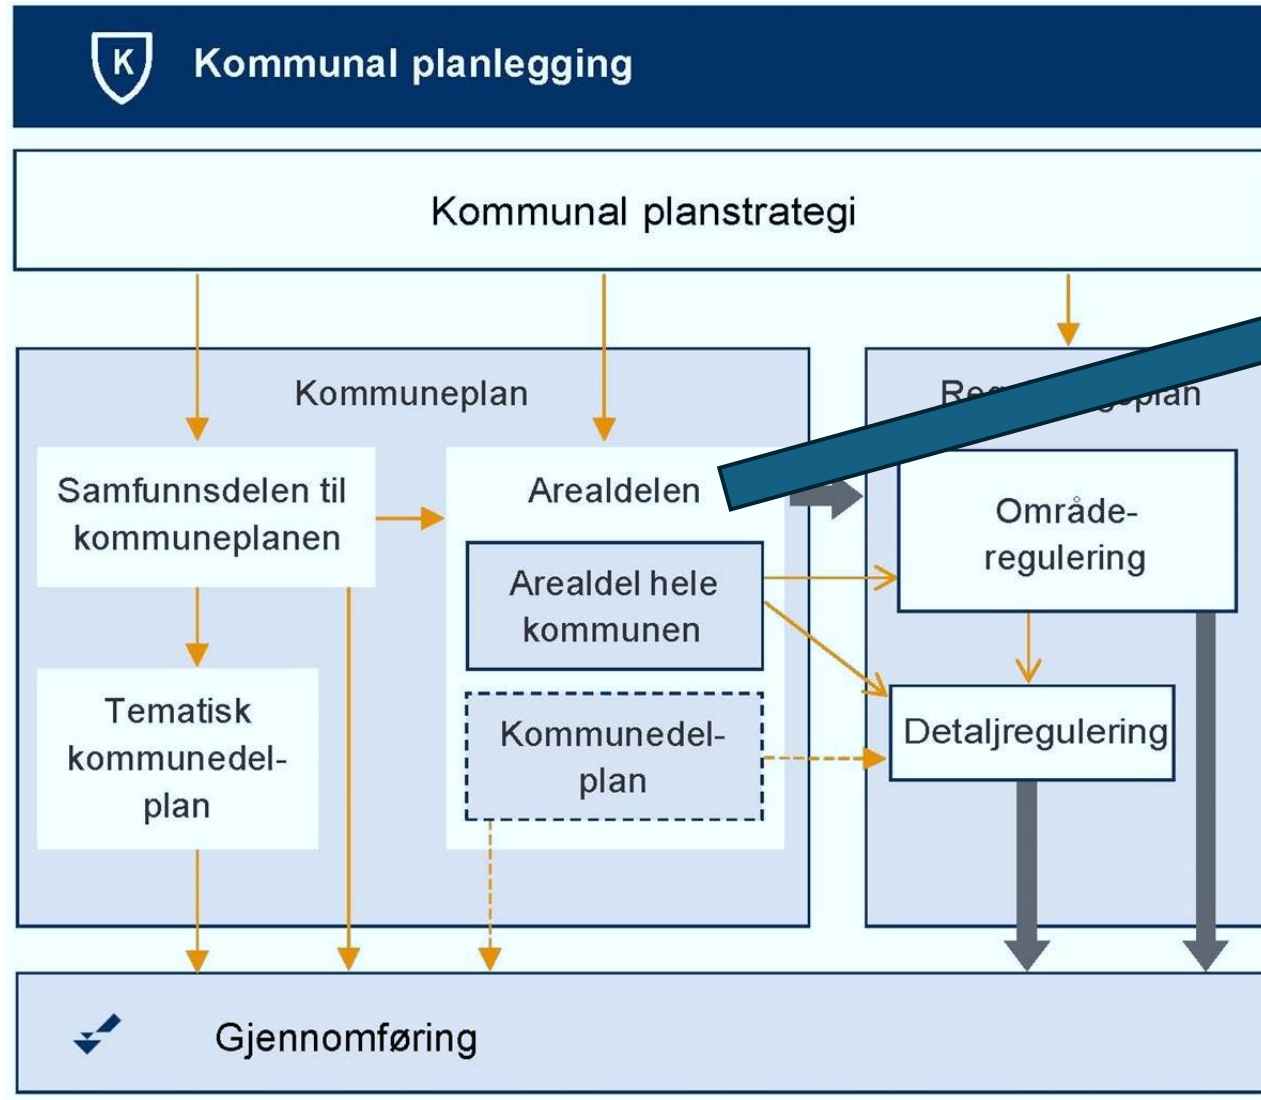 K
Kommunal planlegging
Kommunal planstrategi
Kommuneplan
Samfunnsdelen til
kommuneplanen
Tematisk
kommunedel-
plan
Arealdelen
Arealdel hele
kommunen
Kommunedel-
plan
Område-
regulering
Detaljregulering
Gjennomføring